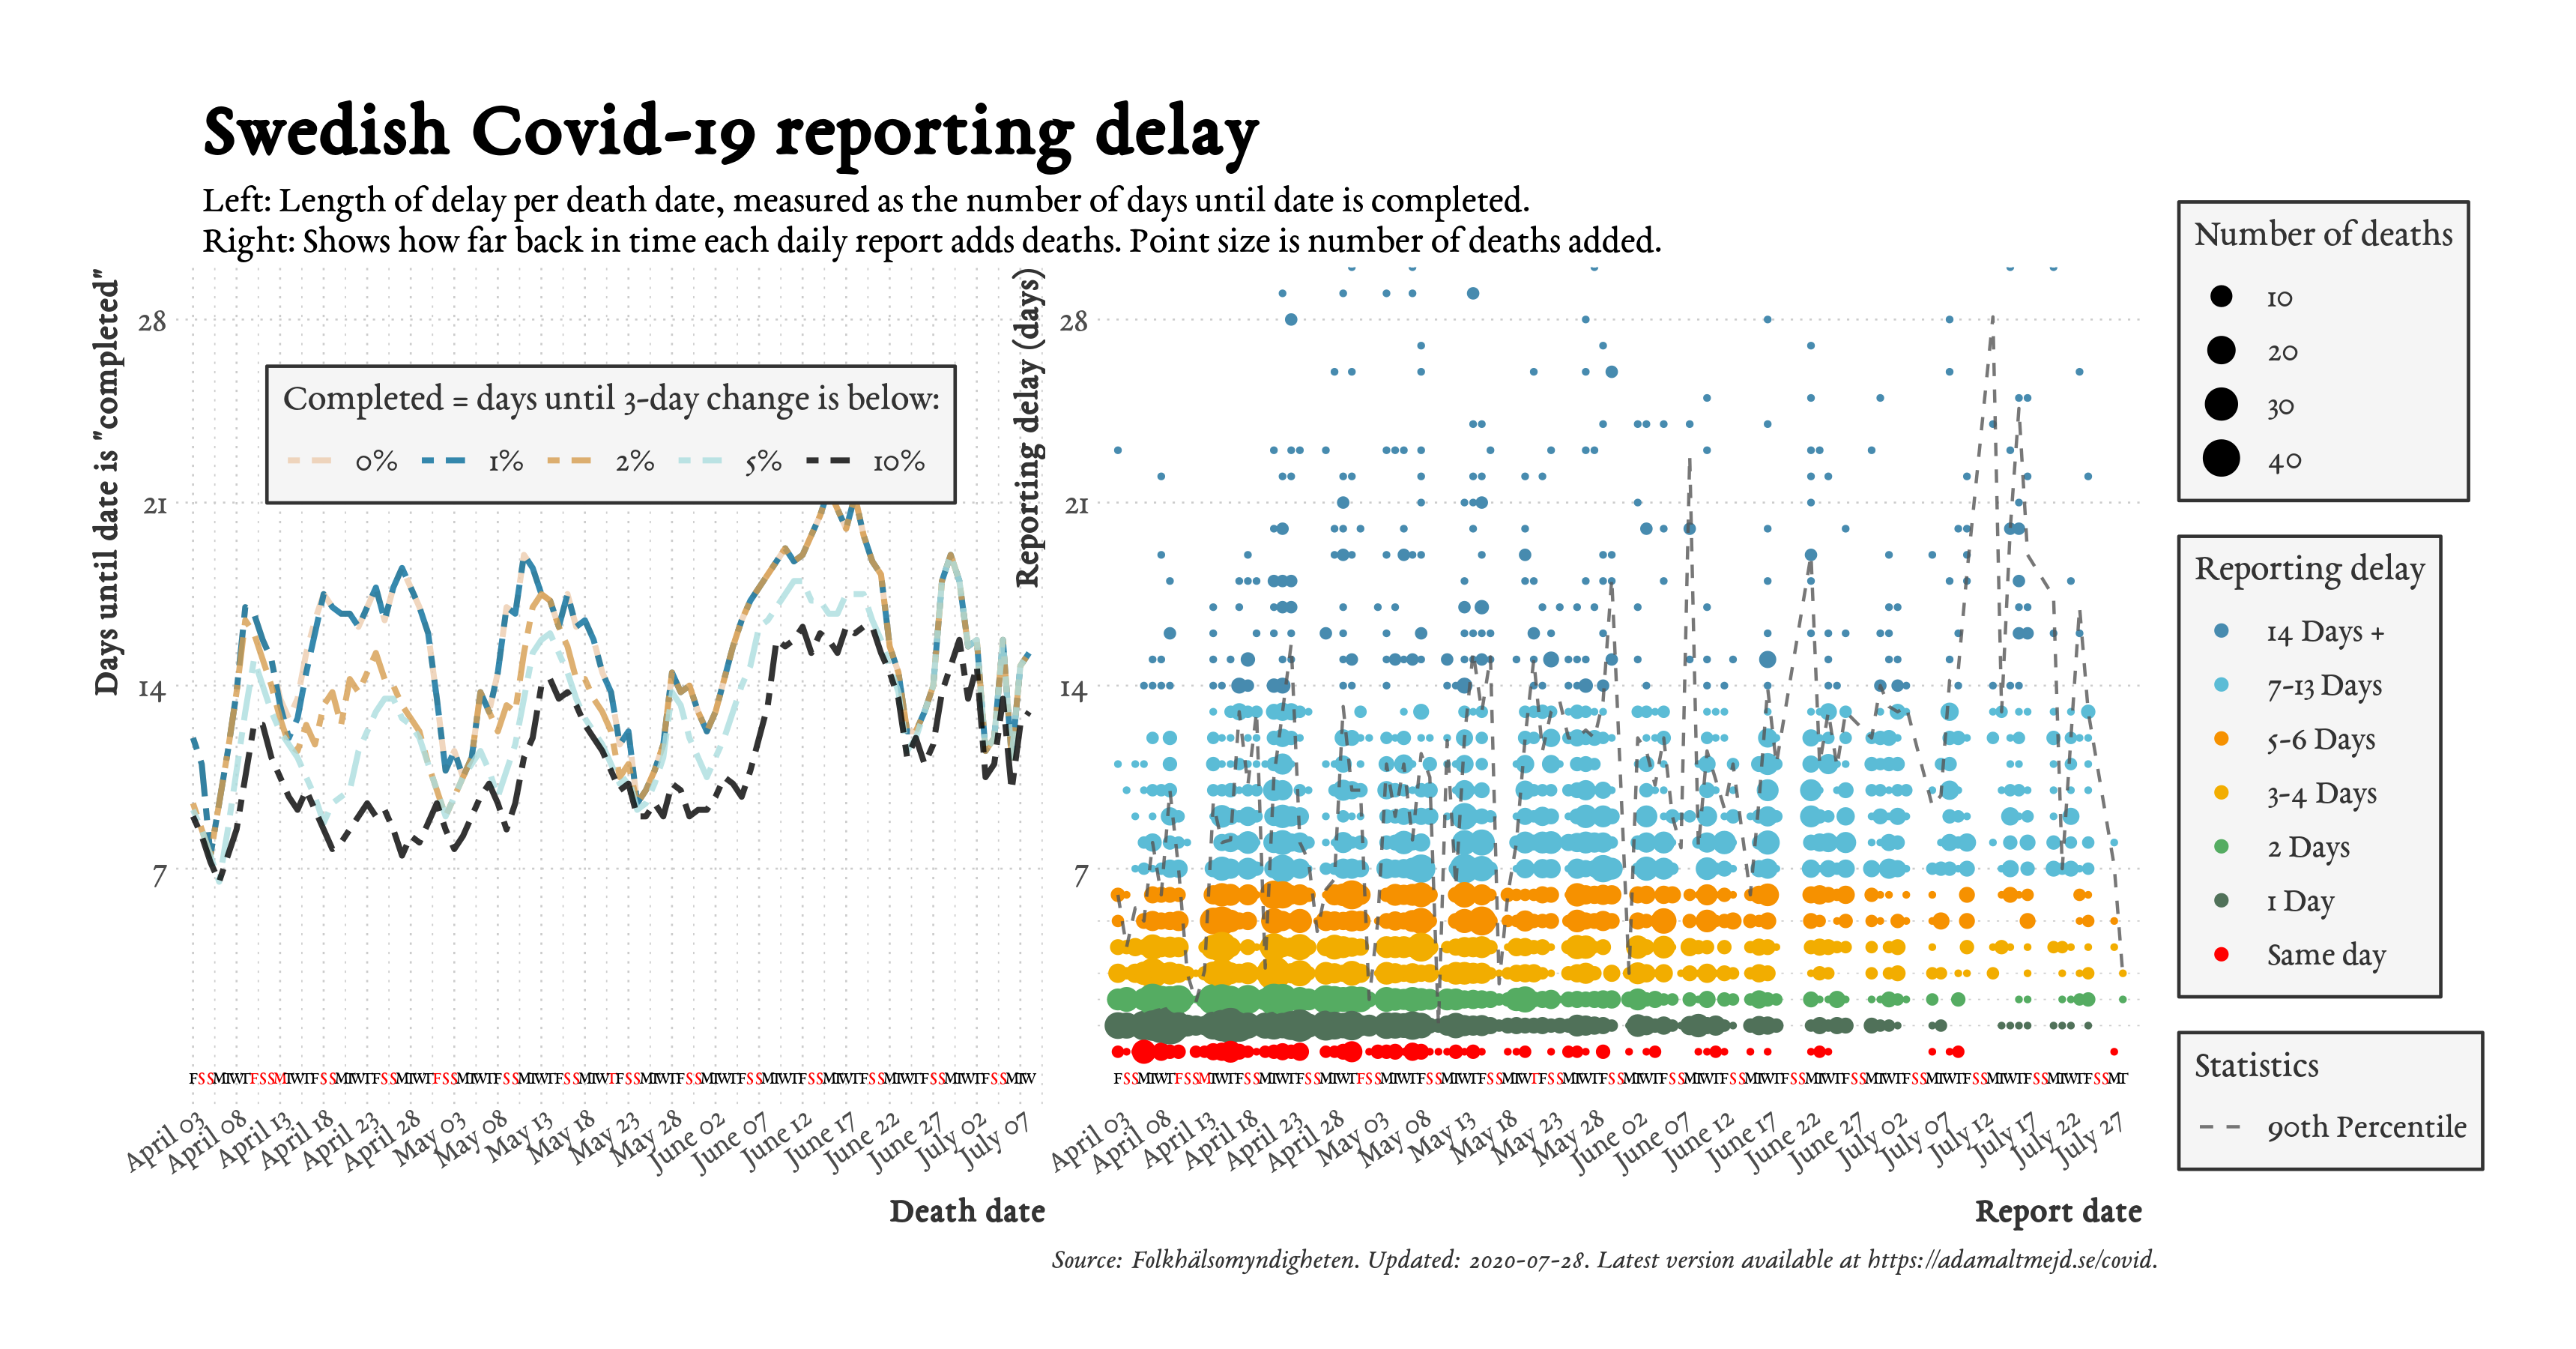 Swedish Covid-19 reporting delay
Left: Length of delay per death date, measured as the number of days until date is completed.
Right: Shows how far back in time each daily report adds deaths. Point size is number of deaths added.
Days until date is "completed"
28
21
14
7
Completed = days until 3-day change is below:
0% 1% 2% 5% 10%
April 03
April 08
April 13
April 18
April 23
April 28
May 03
May 08
May 13
May 18
May 23
May 28
June 02
June 07
June 12
June 17
June 22
June 27
July 02
July 07
Death date
Reporting delay (days)
28
21
14
7
April 03
April 08
April 13
April 18
April 23
April 28
May 03
May 08
May 13
May 18
May 23
May 28
June 02
June 07
June 12
June 17
June 22
June 27
July 02
July 07
July 12
July 17
July 22
July 27
Report date
Number of deaths
10
20
30
40
Reporting delay
14 Days +
7-13 Days
5-6 Days
3-4 Days
2 Days
1 Day
Same day
Statistics
90th Percentile
Source: Folkhälsomyndigheten. Updated: 2020-07-28. Latest version available at https://adamaltmejd.se/covid.